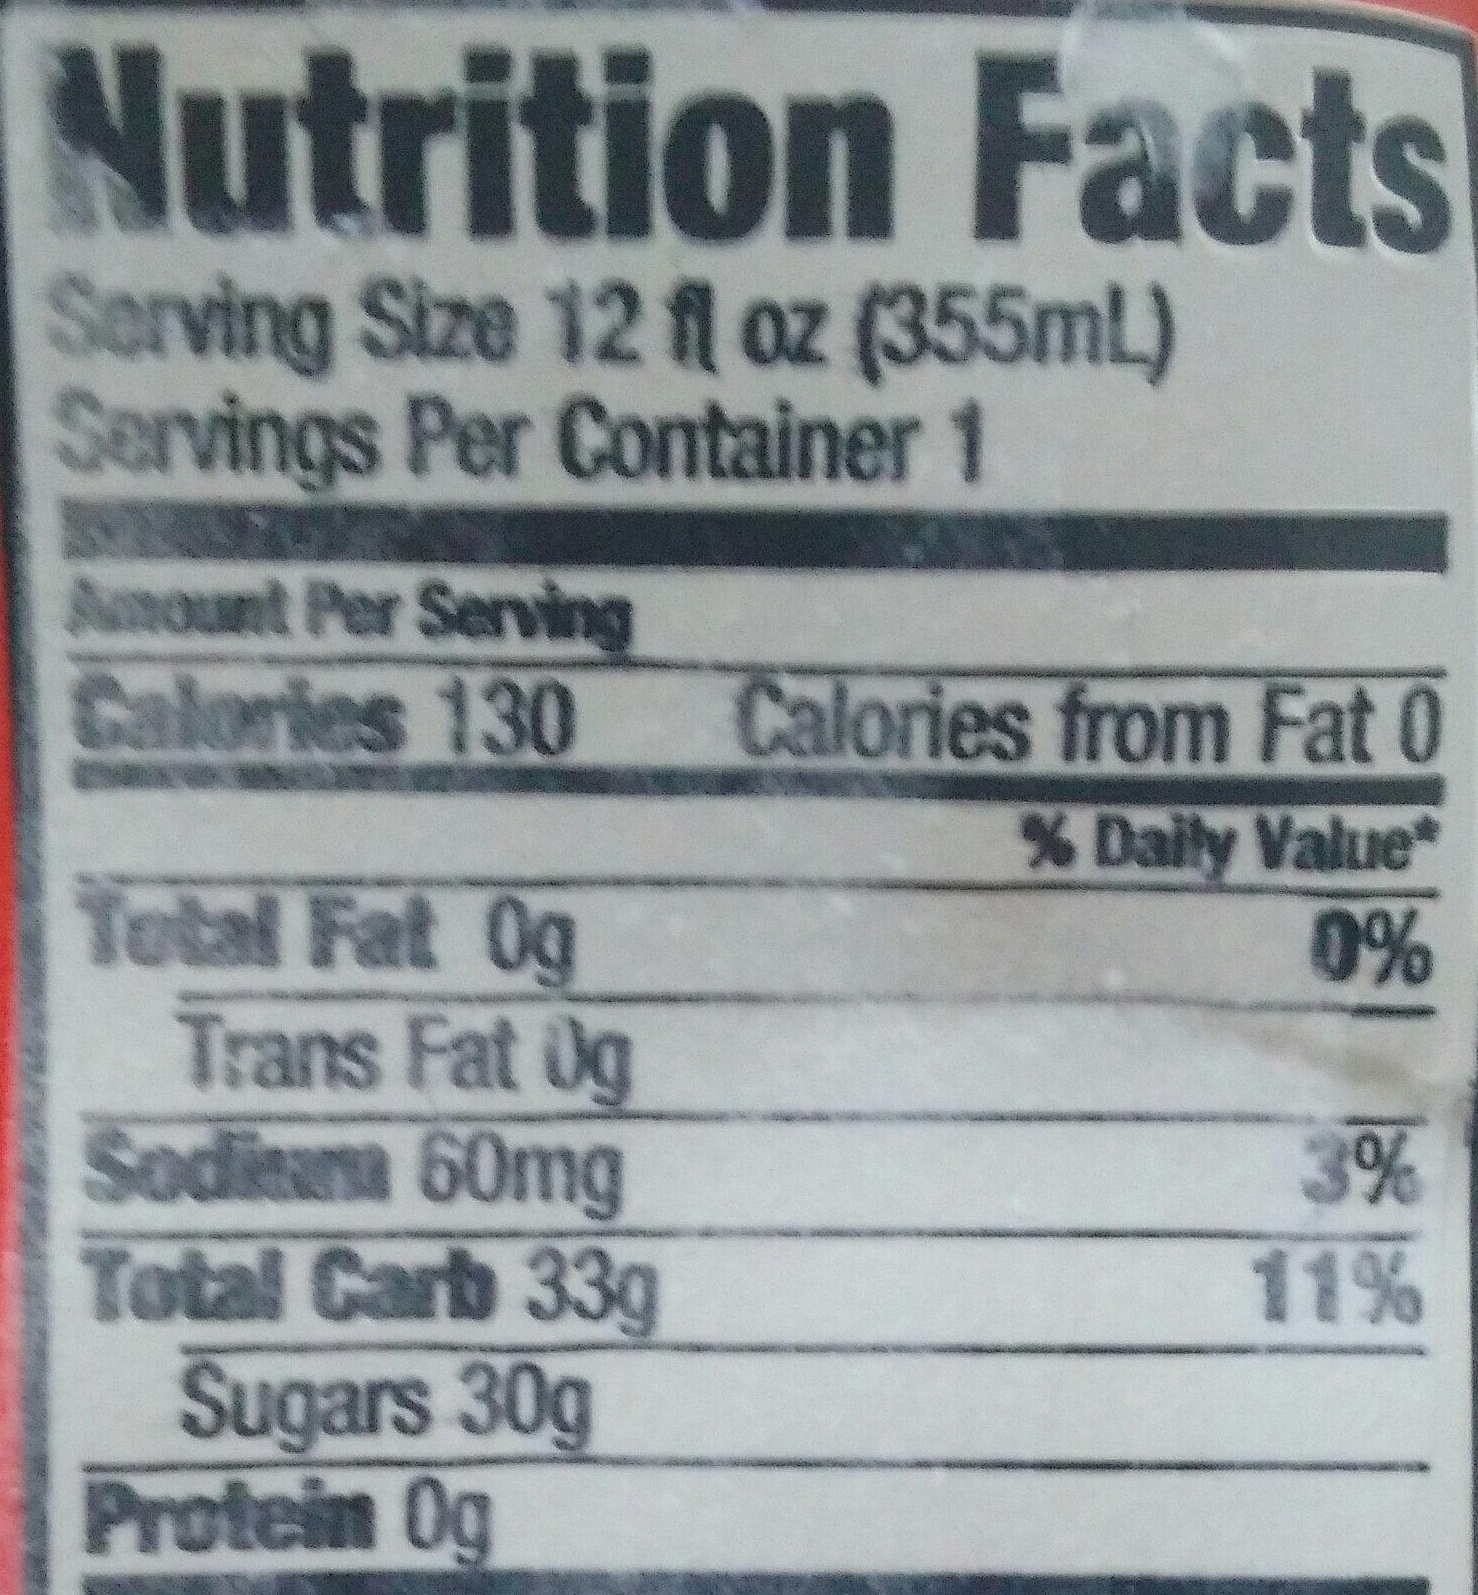 Nutrition Facts
Serving Size 12 fl oz (355mL)
Servings Per Container 1
Amount Per Serving
Calories 130 Calories from Fat 0
% Daily Value*
Total Fat 0g 0%
Trans Fat 0g
Sodium 60mg 3%
Total Carb 33g 11%
Sugars 30g
Protein 0g